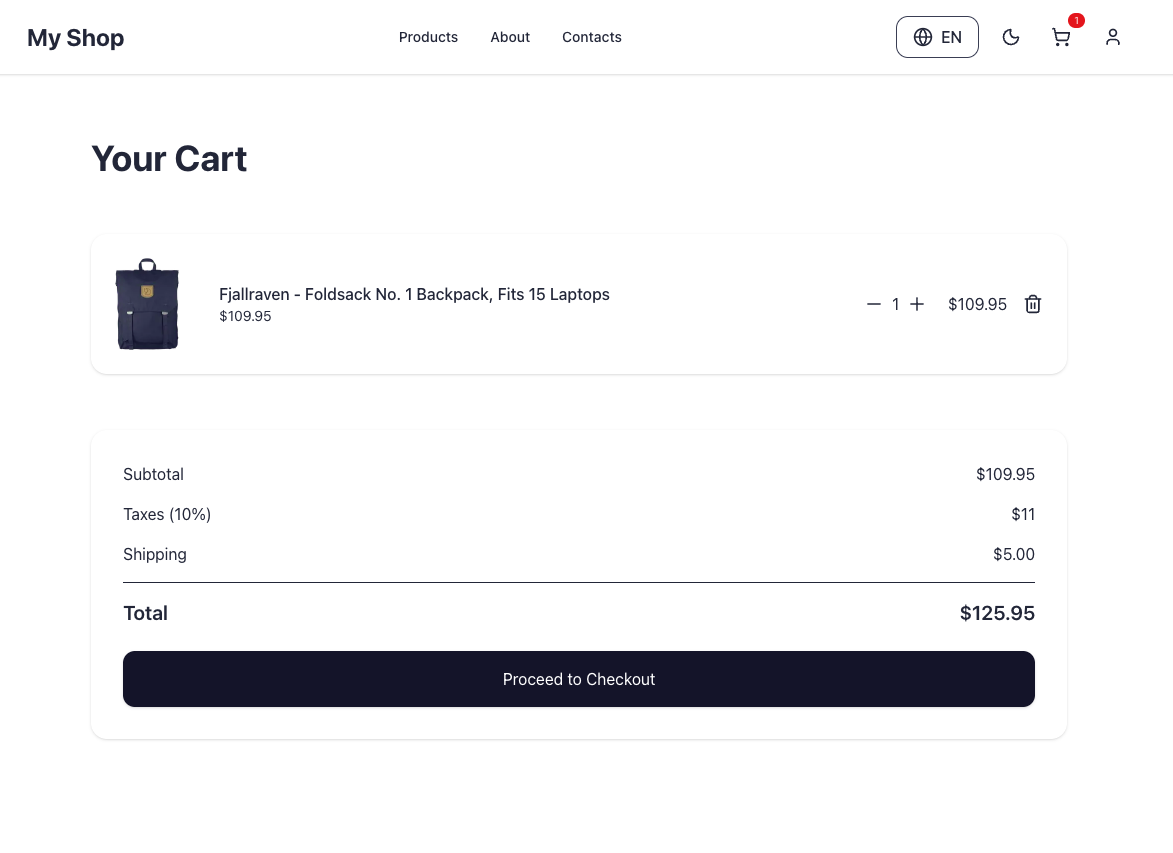 My Shop
Products
About
Contacts
EN
1
Your Cart
Fjallraven - Foldsack No. 1 Backpack, Fits 15 Laptops
$109.95
1
$109.95
Subtotal $109.95
Taxes (10%) $11
Shipping $5.00
Total $125.95
Proceed to Checkout